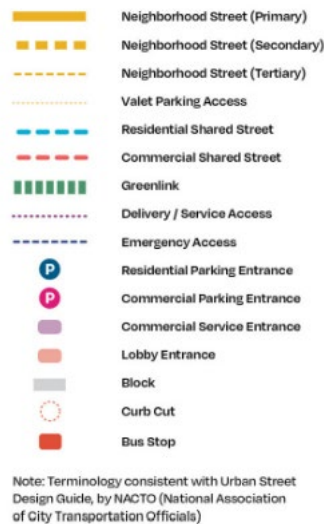 Neighborhood Street (Primary)
Neighborhood Street (Secondary)
Neighborhood Street (Tertiary)
Valet Parking Access
Residential Shared Street
Commercial Shared Street
Greenlink
Delivery / Service Access
Emergency Access
P Residential Parking Entrance
P Commercial Parking Entrance
Commercial Service Entrance
Lobby Entrance
Block
Curb Cut
Bus Stop
Note: Terminology consistent with Urban Street
Design Guide, by NACTO (National Association
of City Transportation Officials)